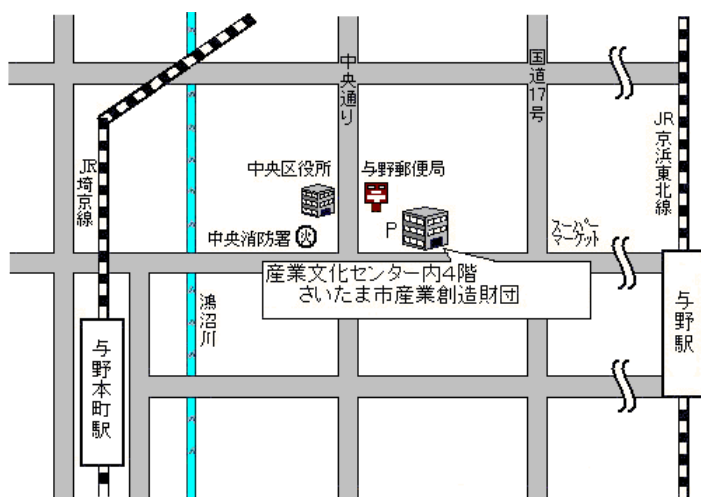 中央通り
国道17号
JR埼京線
JR京浜東北線
中央区役所
与野郵便局
P
中央消防署
火
スーパー
マーケット
産業文化センター内4階
さいたま市産業創造財団
鴻沼川
与野本町駅
与野駅